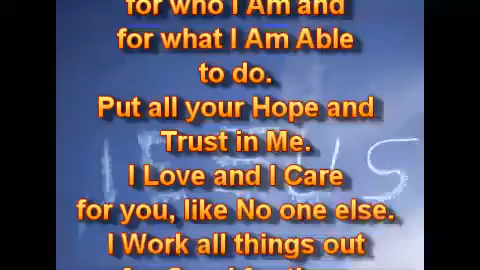 for who I Am and
for what I Am Able
to do.
Put all your Hope and
Trust in Me.
JESUS
I Love and I Care
for you, like No one else.
I Work all things out